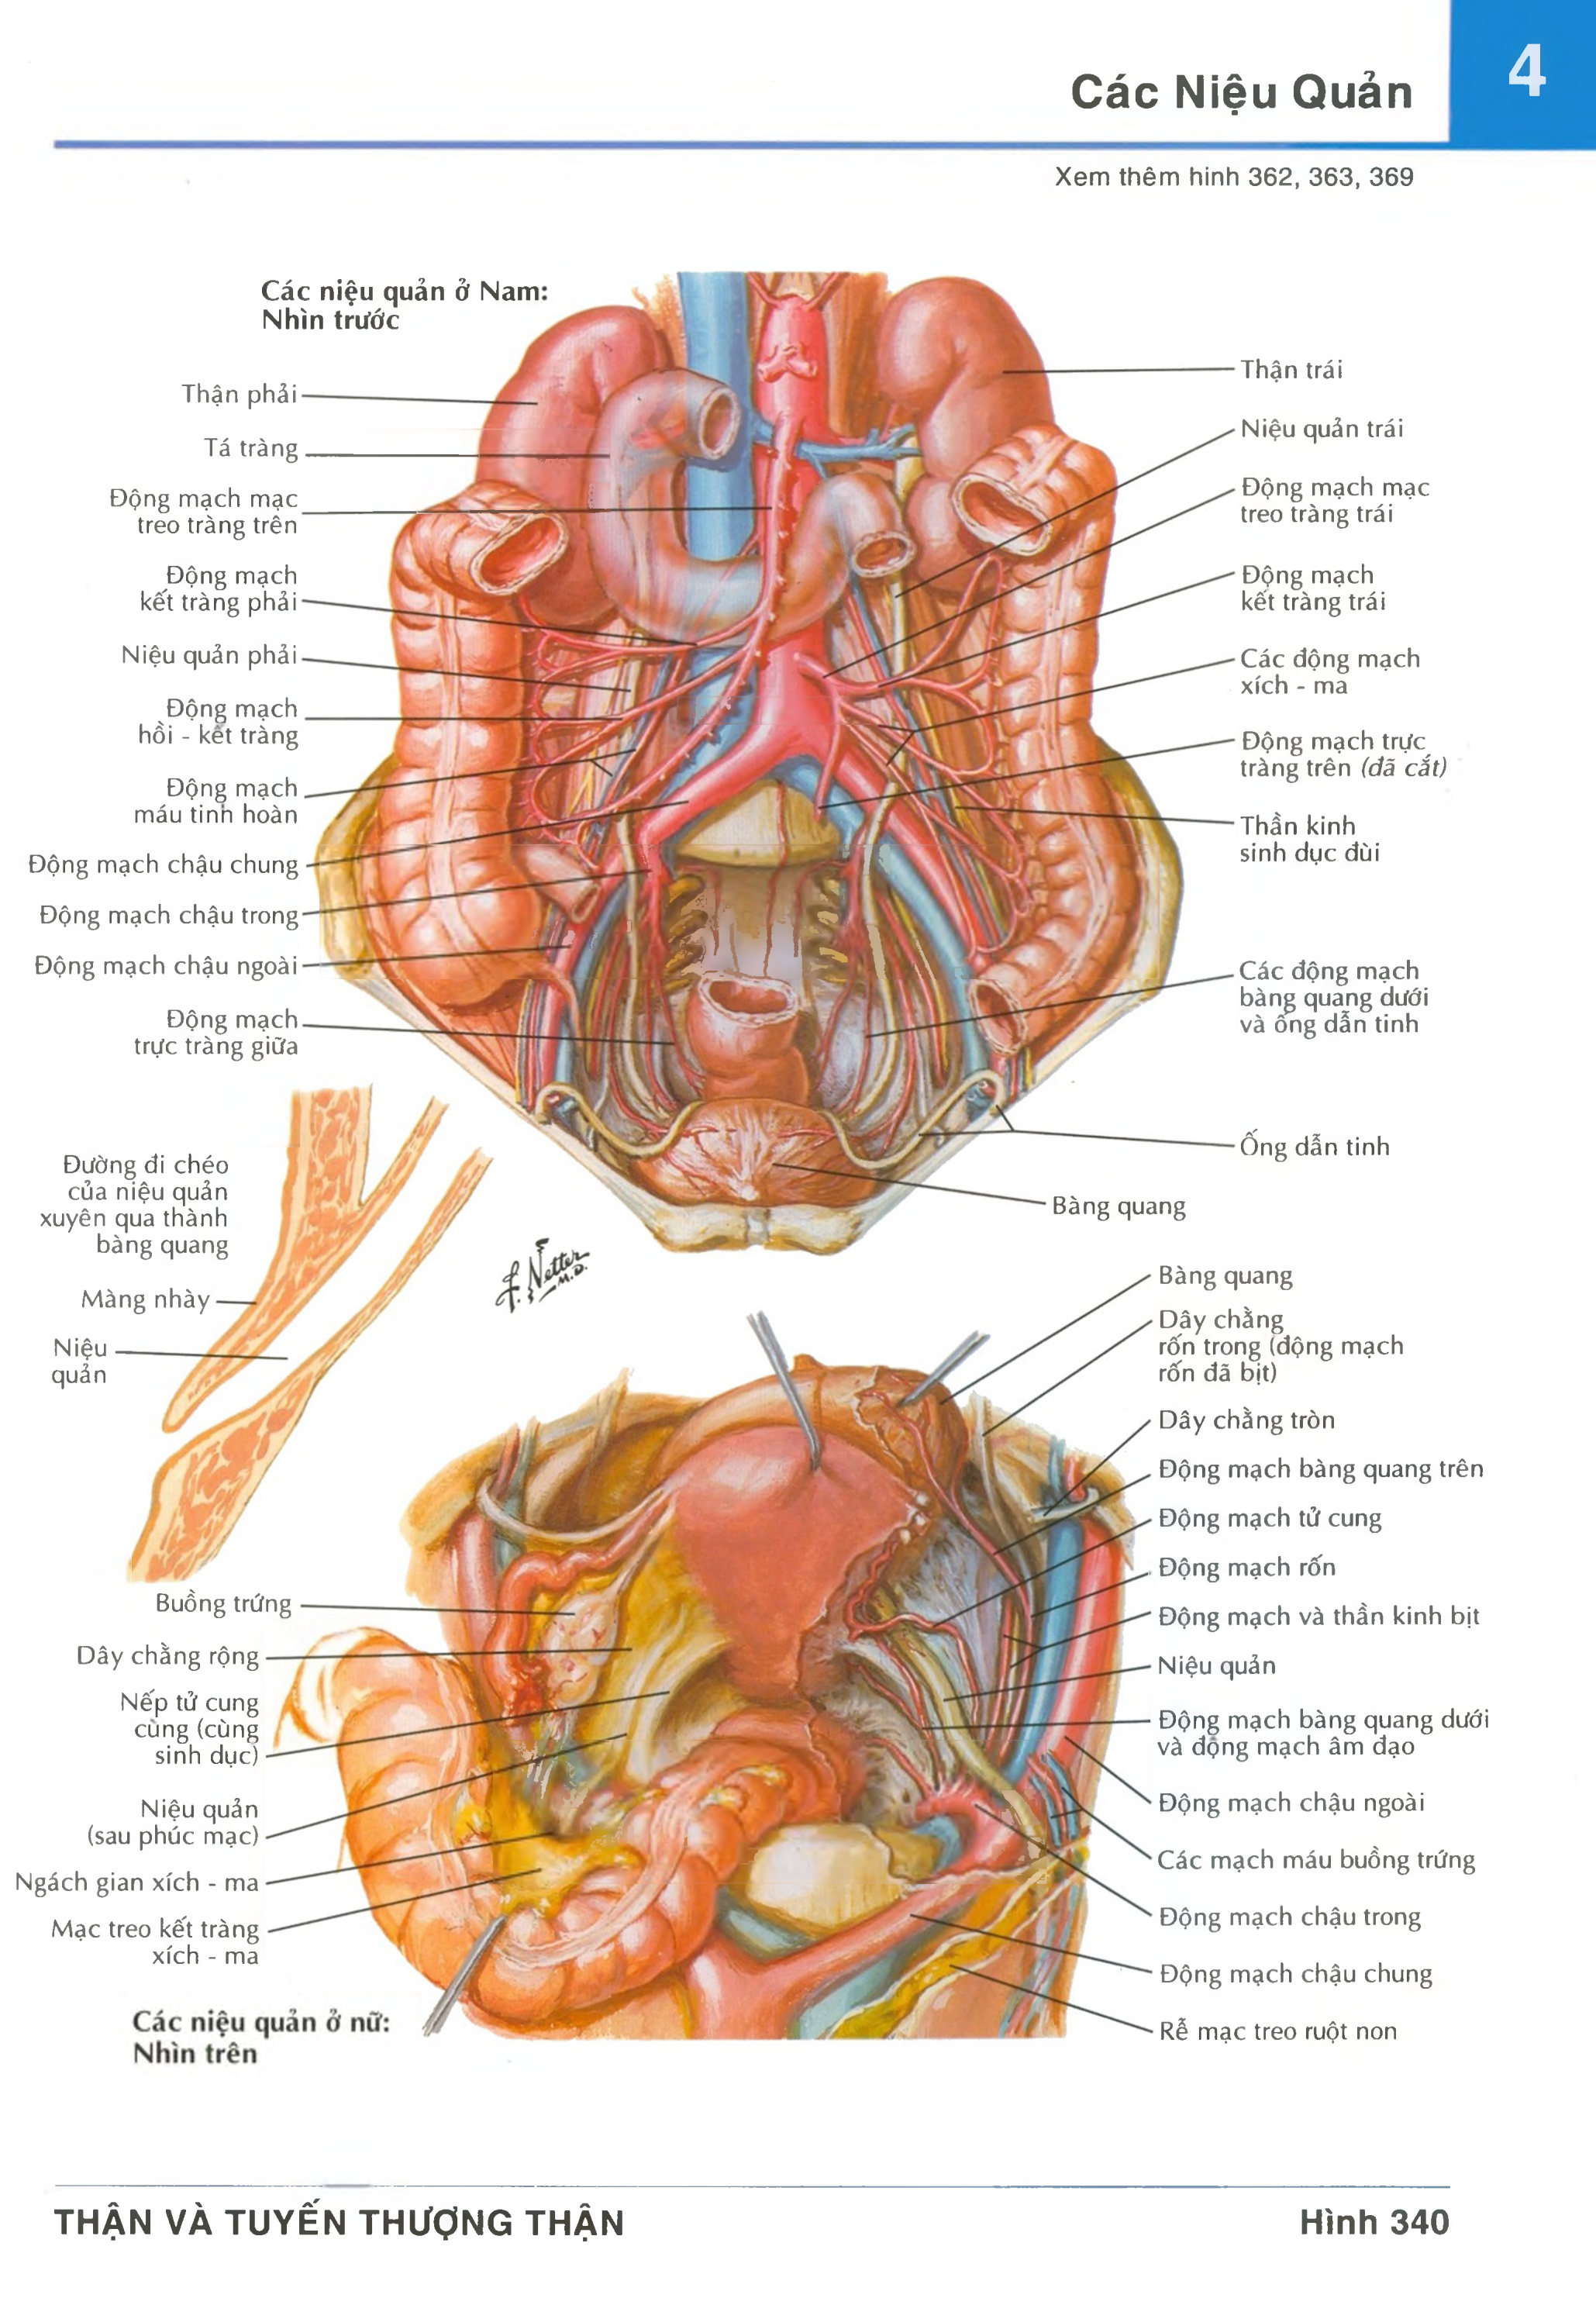 Các Niệu Quản
4
Xem thêm hinh 362, 363, 369
Các niệu quản ở Nam:
Nhìn trước
Thận phải
Tá tràng
Động mạch mạc
treo tràng trên
Động mạch
kết tràng phải
Niệu quản phải
Động mạch
hồi - kết tràng
Động mạch
máu tinh hoàn
Động mạch chậu chung
Động mạch chậu trong
Động mạch chậu ngoài
Động mạch
trực tràng giữa
Thận trái
Niệu quản trái
Động mạch mạc
treo tràng trái
Động mạch
kết tràng trái
Các động mạch
xích - ma
Động mạch trực
tràng trên (đã cắt)
Thần kinh
sinh dục đùi
Các động mạch
bàng quang dưới
và ống dẫn tinh
Ống dẫn tinh
Bàng quang
Đường đi chéo
của niệu quản
xuyên qua thành
bàng quang
Màng nhày
Niệu
quản
F. Netter
M.D.
Bàng quang
Dây chằng
rốn trong (động mạch
rốn đã bịt)
Dây chằng tròn
Động mạch bàng quang trên
Động mạch tử cung
Động mạch rốn
Động mạch và thần kinh bịt
Niệu quản
Động mạch bàng quang dưới
và động mạch âm đạo
Động mạch chậu ngoài
Các mạch máu buồng trứng
Động mạch chậu trong
Động mạch chậu chung
Rễ mạc treo ruột non
Buồng trứng
Dây chằng rộng
Nếp tử cung
cùng (cùng
sinh dục)
Niệu quản
(sau phúc mạc)
Ngách gian xích - ma
Mạc treo kết tràng
xích - ma
Các niệu quản ở nữ:
Nhìn trên
THẬN VÀ TUYẾN THƯỢNG THẬN
Hình 340